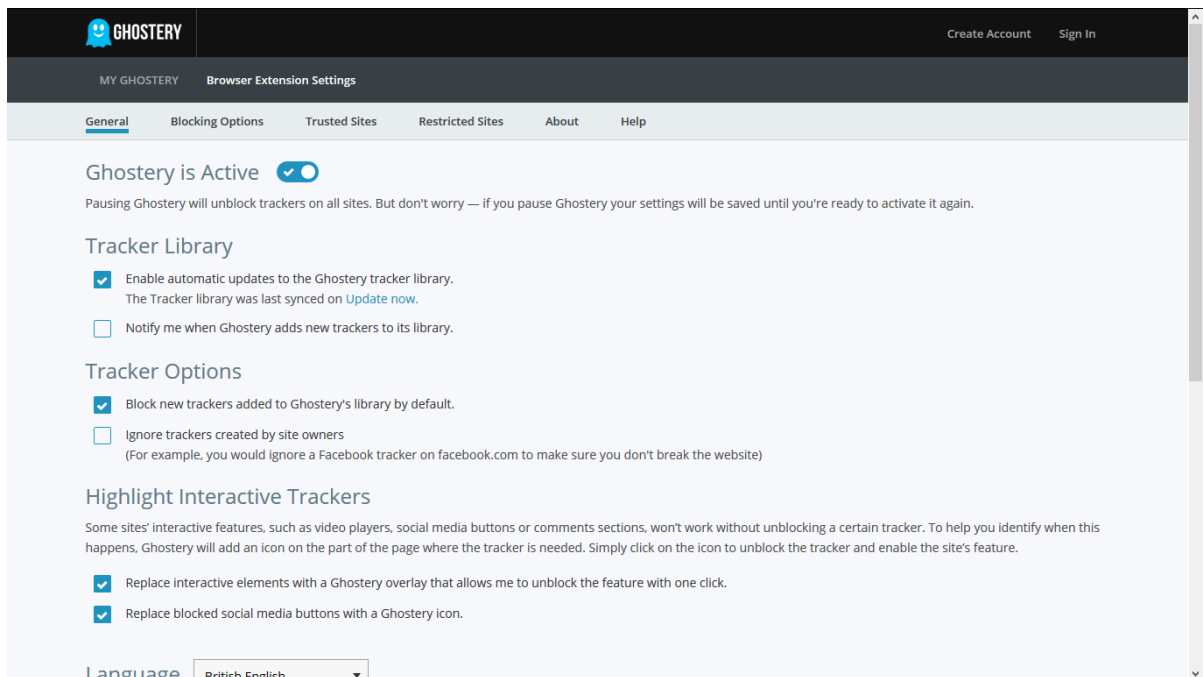 GHOSTERY
Create Account Sign In
MY GHOSTERY Browser Extension Settings
General Blocking Options Trusted Sites Restricted Sites About Help
Ghostery is Active
Pausing Ghostery will unblock trackers on all sites. But don't worry — if you pause Ghostery your settings will be saved until you're ready to activate it again.
Tracker Library
Enable automatic updates to the Ghostery tracker library.
The Tracker library was last synced on Update now.
Notify me when Ghostery adds new trackers to its library.
Tracker Options
Block new trackers added to Ghostery's library by default.
Ignore trackers created by site owners
(For example, you would ignore a Facebook tracker on facebook.com to make sure you don't break the website)
Highlight Interactive Trackers
Some sites’ interactive features, such as video players, social media buttons or comments sections, won’t work without unblocking a certain tracker. To help you identify when this
happens, Ghostery will add an icon on the part of the page where the tracker is needed. Simply click on the icon to unblock the tracker and enable the site’s feature.
Replace interactive elements with a Ghostery overlay that allows me to unblock the feature with one click.
Replace blocked social media buttons with a Ghostery icon.
Language British English